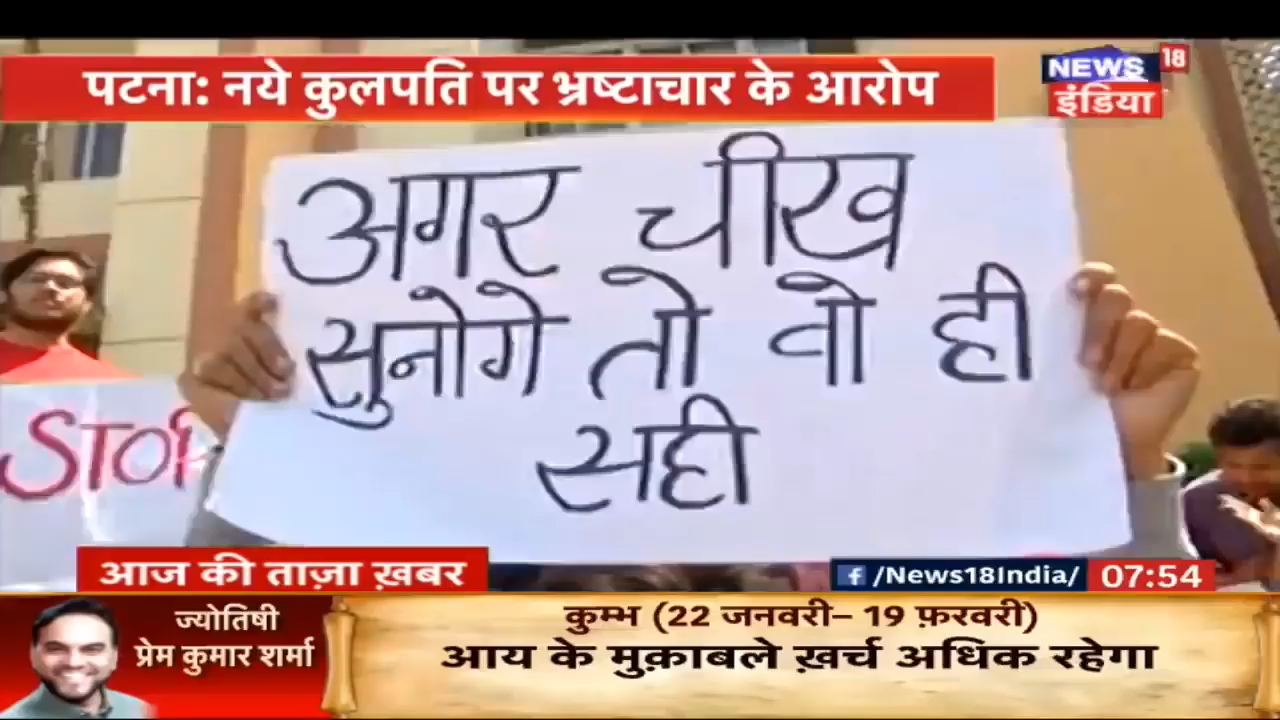 पटना: नये कुलपति पर भ्रष्टाचार के आरोप
NEWS 18
इंडिया
अगर चीख
सुनोगे तो वो ही
सही
STOP
आज की ताज़ा ख़बर
/News18India/ 07:54
ज्योतिषी
प्रेम कुमार शर्मा
कुम्भ (22 जनवरी– 19 फ़रवरी)
आय के मुक़ाबले ख़र्च अधिक रहेगा